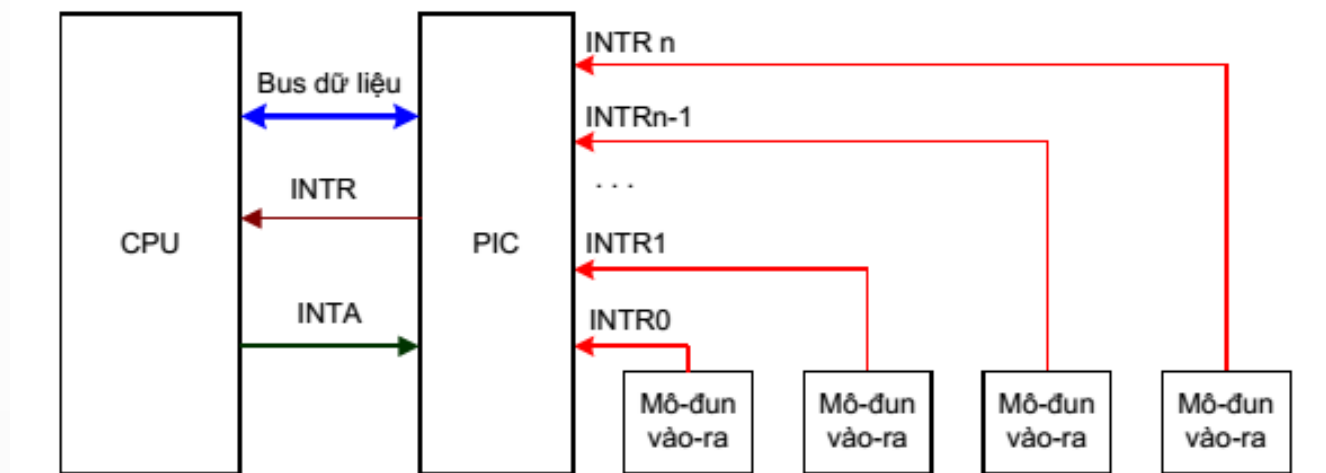 INTR n
Bus dữ liệu
INTRn-1
. . .
INTR
CPU
PIC
INTR1
INTA
INTR0
Mô-đun
vào-ra
Mô-đun
vào-ra
Mô-đun
vào-ra
Mô-đun
vào-ra